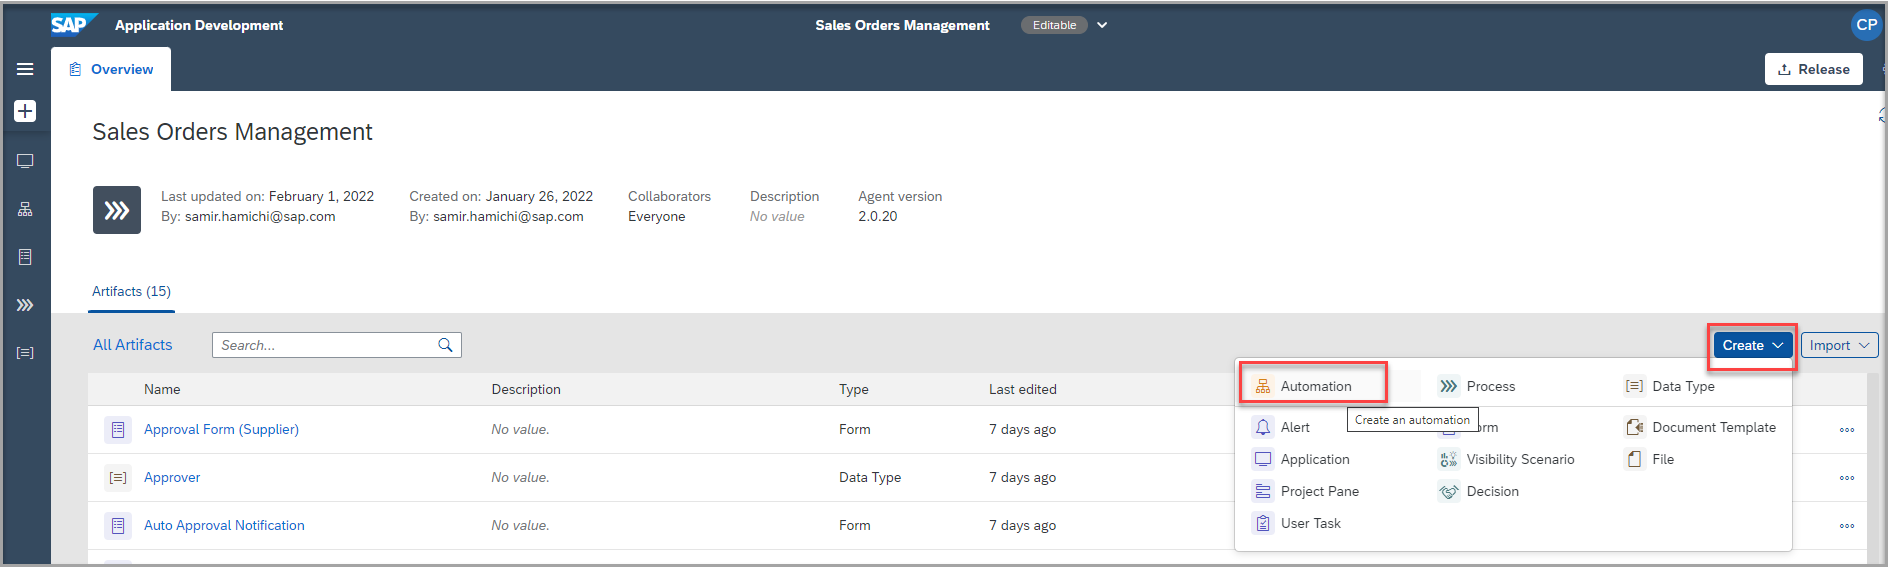 SAP Application Development Sales Orders Management Editable CP
Overview Release
Sales Orders Management
Last updated on: February 1, 2022 Created on: January 26, 2022 Collaborators Description Agent version
By: samir.hamichi@sap.com By: samir.hamichi@sap.com Everyone No value 2.0.20
Artifacts (15)
All Artifacts Search... Create Import
Name Description Type Last edited Automation Process Data Type
Create an automation
Approval Form (Supplier) No value. Form 7 days ago Alert Document Template
Application Visibility Scenario File
Approver No value. Data Type 7 days ago
Project Pane Decision
Auto Approval Notification No value. Form 7 days ago User Task